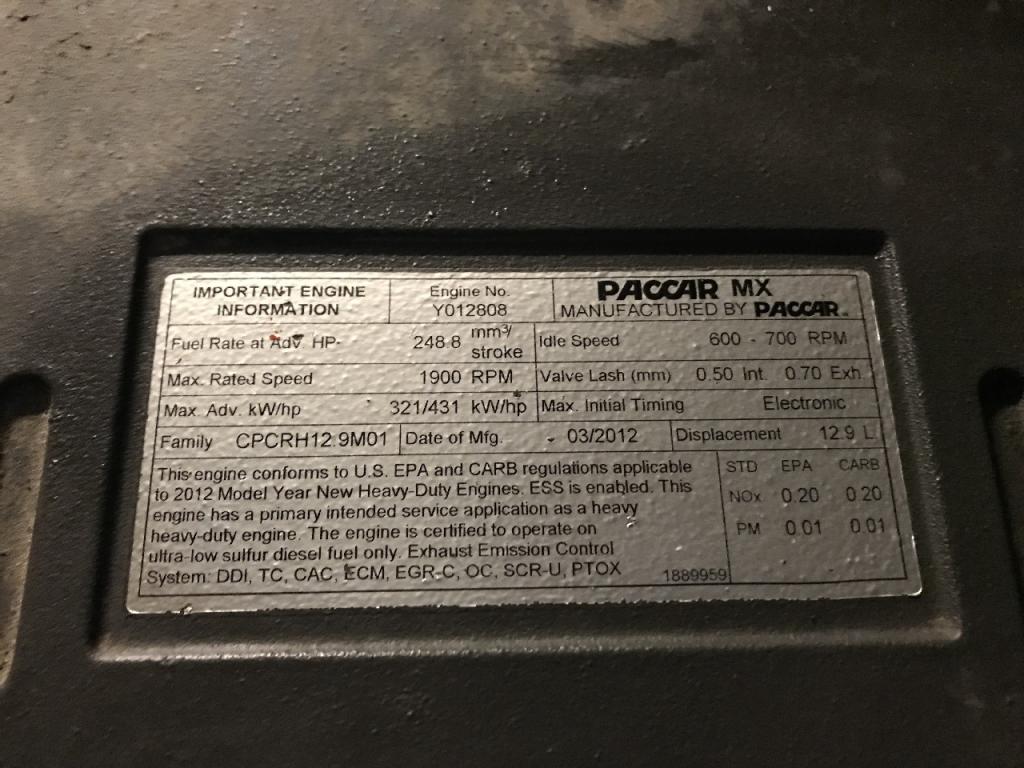 IMPORTANT ENGINE
INFORMATION
Engine No.
Y012808
PACCAR MX
MANUFACTURED BY PACCAR
Fuel Rate at Adv. HP- 248.8 mm³/
stroke
Idle Speed 600 - 700 RPM
Max. Rated Speed 1900 RPM
Valve Lash (mm) 0.50 Int. 0.70 Exh.
Max. Adv. kW/hp 321/431 kW/hp
Max. Initial Timing Electronic
Family CPCRH12.9M01
Date of Mfg. - 03/2012
Displacement 12.9 L
This engine conforms to U.S. EPA and CARB regulations applicable
to 2012 Model Year New Heavy-Duty Engines. ESS is enabled. This
engine has a primary intended service application as a heavy
heavy-duty engine. The engine is certified to operate on
ultra-low sulfur diesel fuel only. Exhaust Emission Control
System: DDI, TC, CAC, ECM, EGR-C, OC, SCR-U, PTOX
1889959
STD EPA CARB
NOx 0.20 0.20
PM 0.01 0.01